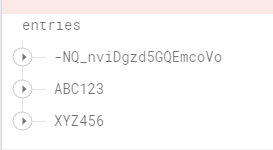 entries
-NQ_nviDgzd5GQEmcoVo
ABC123
XYZ456